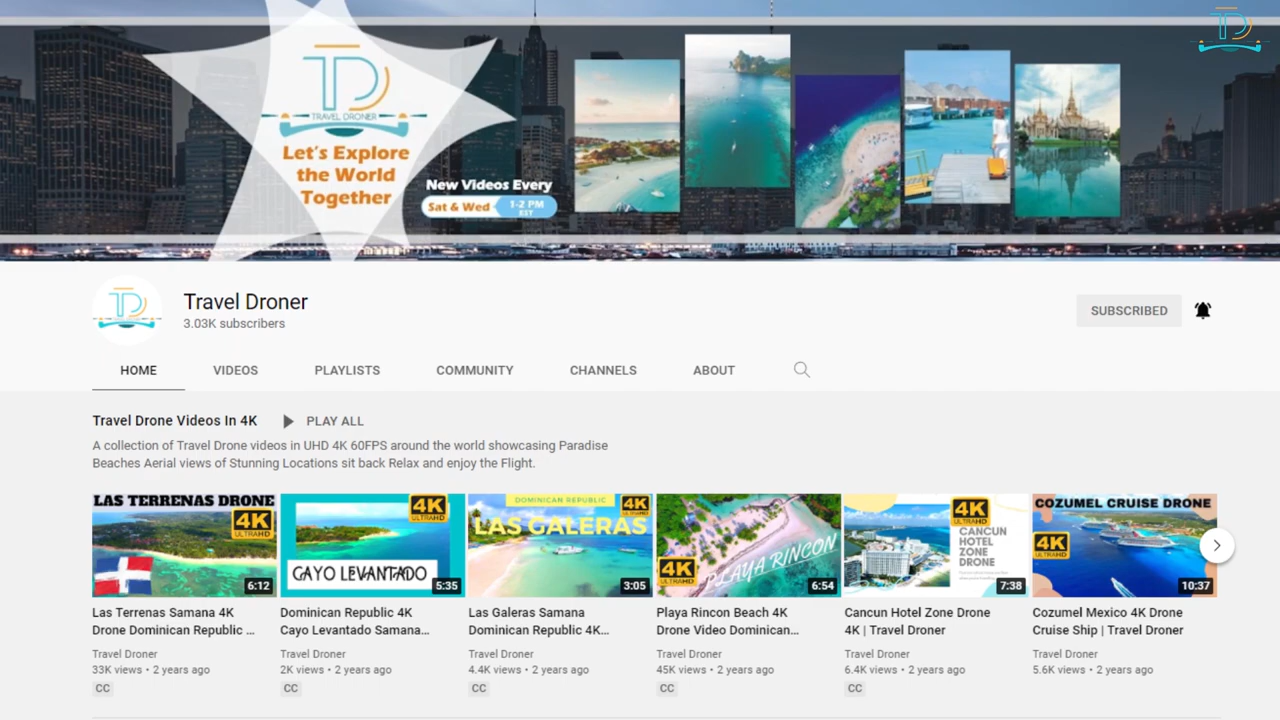 TD
TD
TRAVEL DRONER
Let's Explore
the World
Together
New Videos Every
Sat & Wed
1-2 PM
EST
TD
Travel Droner
3.03K subscribers
SUBSCRIBED
HOME
VIDEOS
PLAYLISTS
COMMUNITY
CHANNELS
ABOUT
Travel Drone Videos In 4K
PLAY ALL
A collection of Travel Drone videos in UHD 4K 60FPS around the world showcasing Paradise
Beaches Aerial views of Stunning Locations sit back Relax and enjoy the Flight.
LAS TERRENAS DRONE
4K
ULTRAHD
6:12
4K
ULTRAHD
CAYO LEVANTADO
5:35
DOMINICAN REPUBLIC
4K
ULTRAHD
LAS GALERAS
3:05
PLAYA RINCON
4K
ULTRAHD
6:54
4K
ULTRAHD
CANCUN
HOTEL
ZONE
DRONE
7:38
COZUMEL CRUISE DRONE
4K
ULTRAHD
10:37
Las Terrenas Samana 4K
Drone Dominican Republic ...
Travel Droner
33K views • 2 years ago
CC
Dominican Republic 4K
Cayo Levantado Samana...
Travel Droner
2K views • 2 years ago
CC
Las Galeras Samana
Dominican Republic 4K...
Travel Droner
4.4K views • 2 years ago
CC
Playa Rincon Beach 4K
Drone Video Dominican...
Travel Droner
45K views • 2 years ago
CC
Cancun Hotel Zone Drone
4K | Travel Droner
Travel Droner
6.4K views • 2 years ago
CC
Cozumel Mexico 4K Drone
Cruise Ship | Travel Droner
Travel Droner
5.6K views • 2 years ago